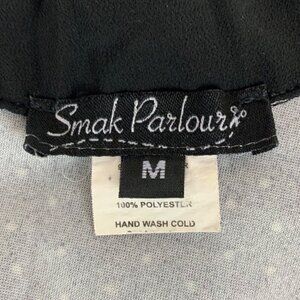 Smak Parlour
M
100% POLYESTER
HAND WASH COLD